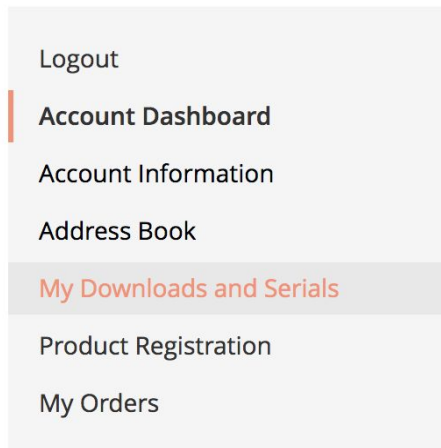 Logout
Account Dashboard
Account Information
Address Book
My Downloads and Serials
Product Registration
My Orders